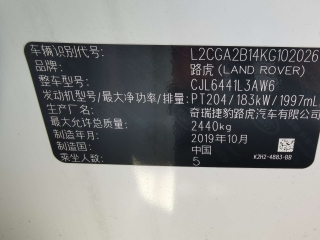 车辆识别代号: L2CGA2B14KG102026
品牌: 路虎 (LAND ROVER)
整车型号: CJL6441L3AW6
发动机型号/最大净功率/排量: PT204/183kW/1997mL
生产厂名: 奇瑞捷豹路虎汽车有限公司
最大允许总质量: 2440kg
制造年月: 2019年10月
制造国: 中国
乘坐人数: 5
K2H2-4883-BB